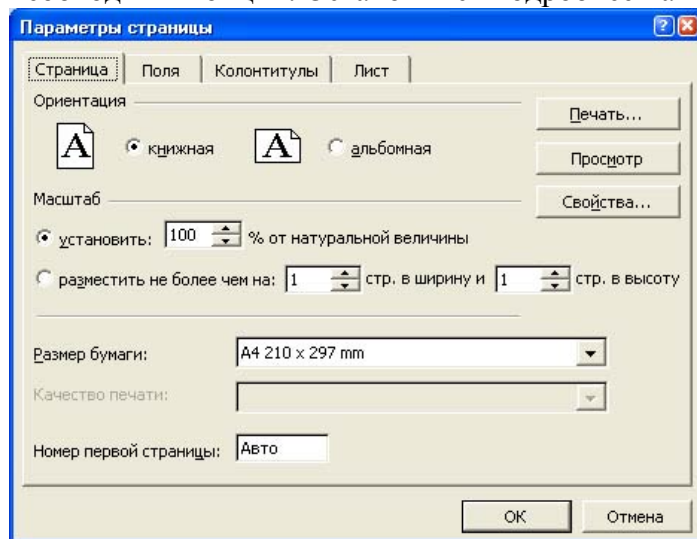 Параметры страницы
Страница Поля Колонтитулы Лист
Ориентация
Печать...
A книжная A альбомная
Просмотр
Масштаб
Свойства...
установить: 100 % от натуральной величины
разместить не более чем на: 1 стр. в ширину и 1 стр. в высоту
Размер бумаги: A4 210 x 297 mm
Качество печати:
Номер первой страницы: Авто
ОК Отмена